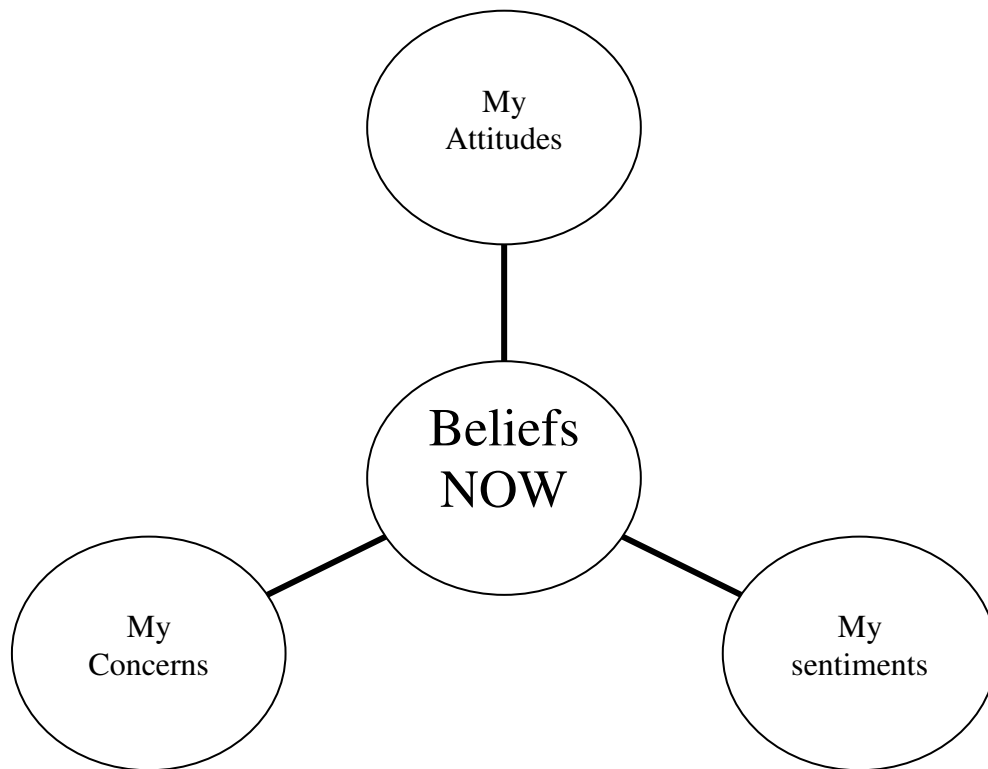 My
Attitudes
Beliefs
NOW
My
Concerns
My
sentiments